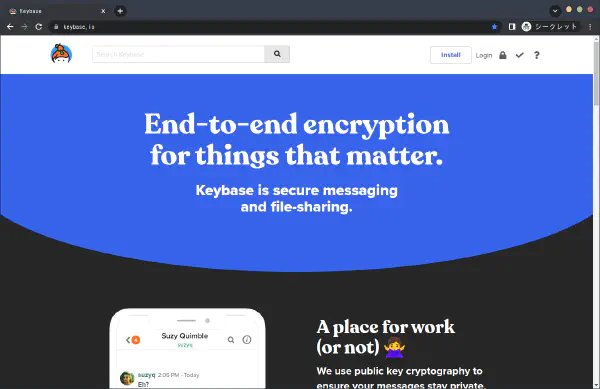 Keybase
keybase.io
シークレット
Search Keybase
Install
Login
?
End-to-end encryption
for things that matter.
Keybase is secure messaging
and file-sharing.
Suzy Quimble
suzyq
suzyq 2:06 PM - Today
Eh?
A place for work
(or not) 🙅‍♀️
We use public key cryptography to
ensure your messages stay private.